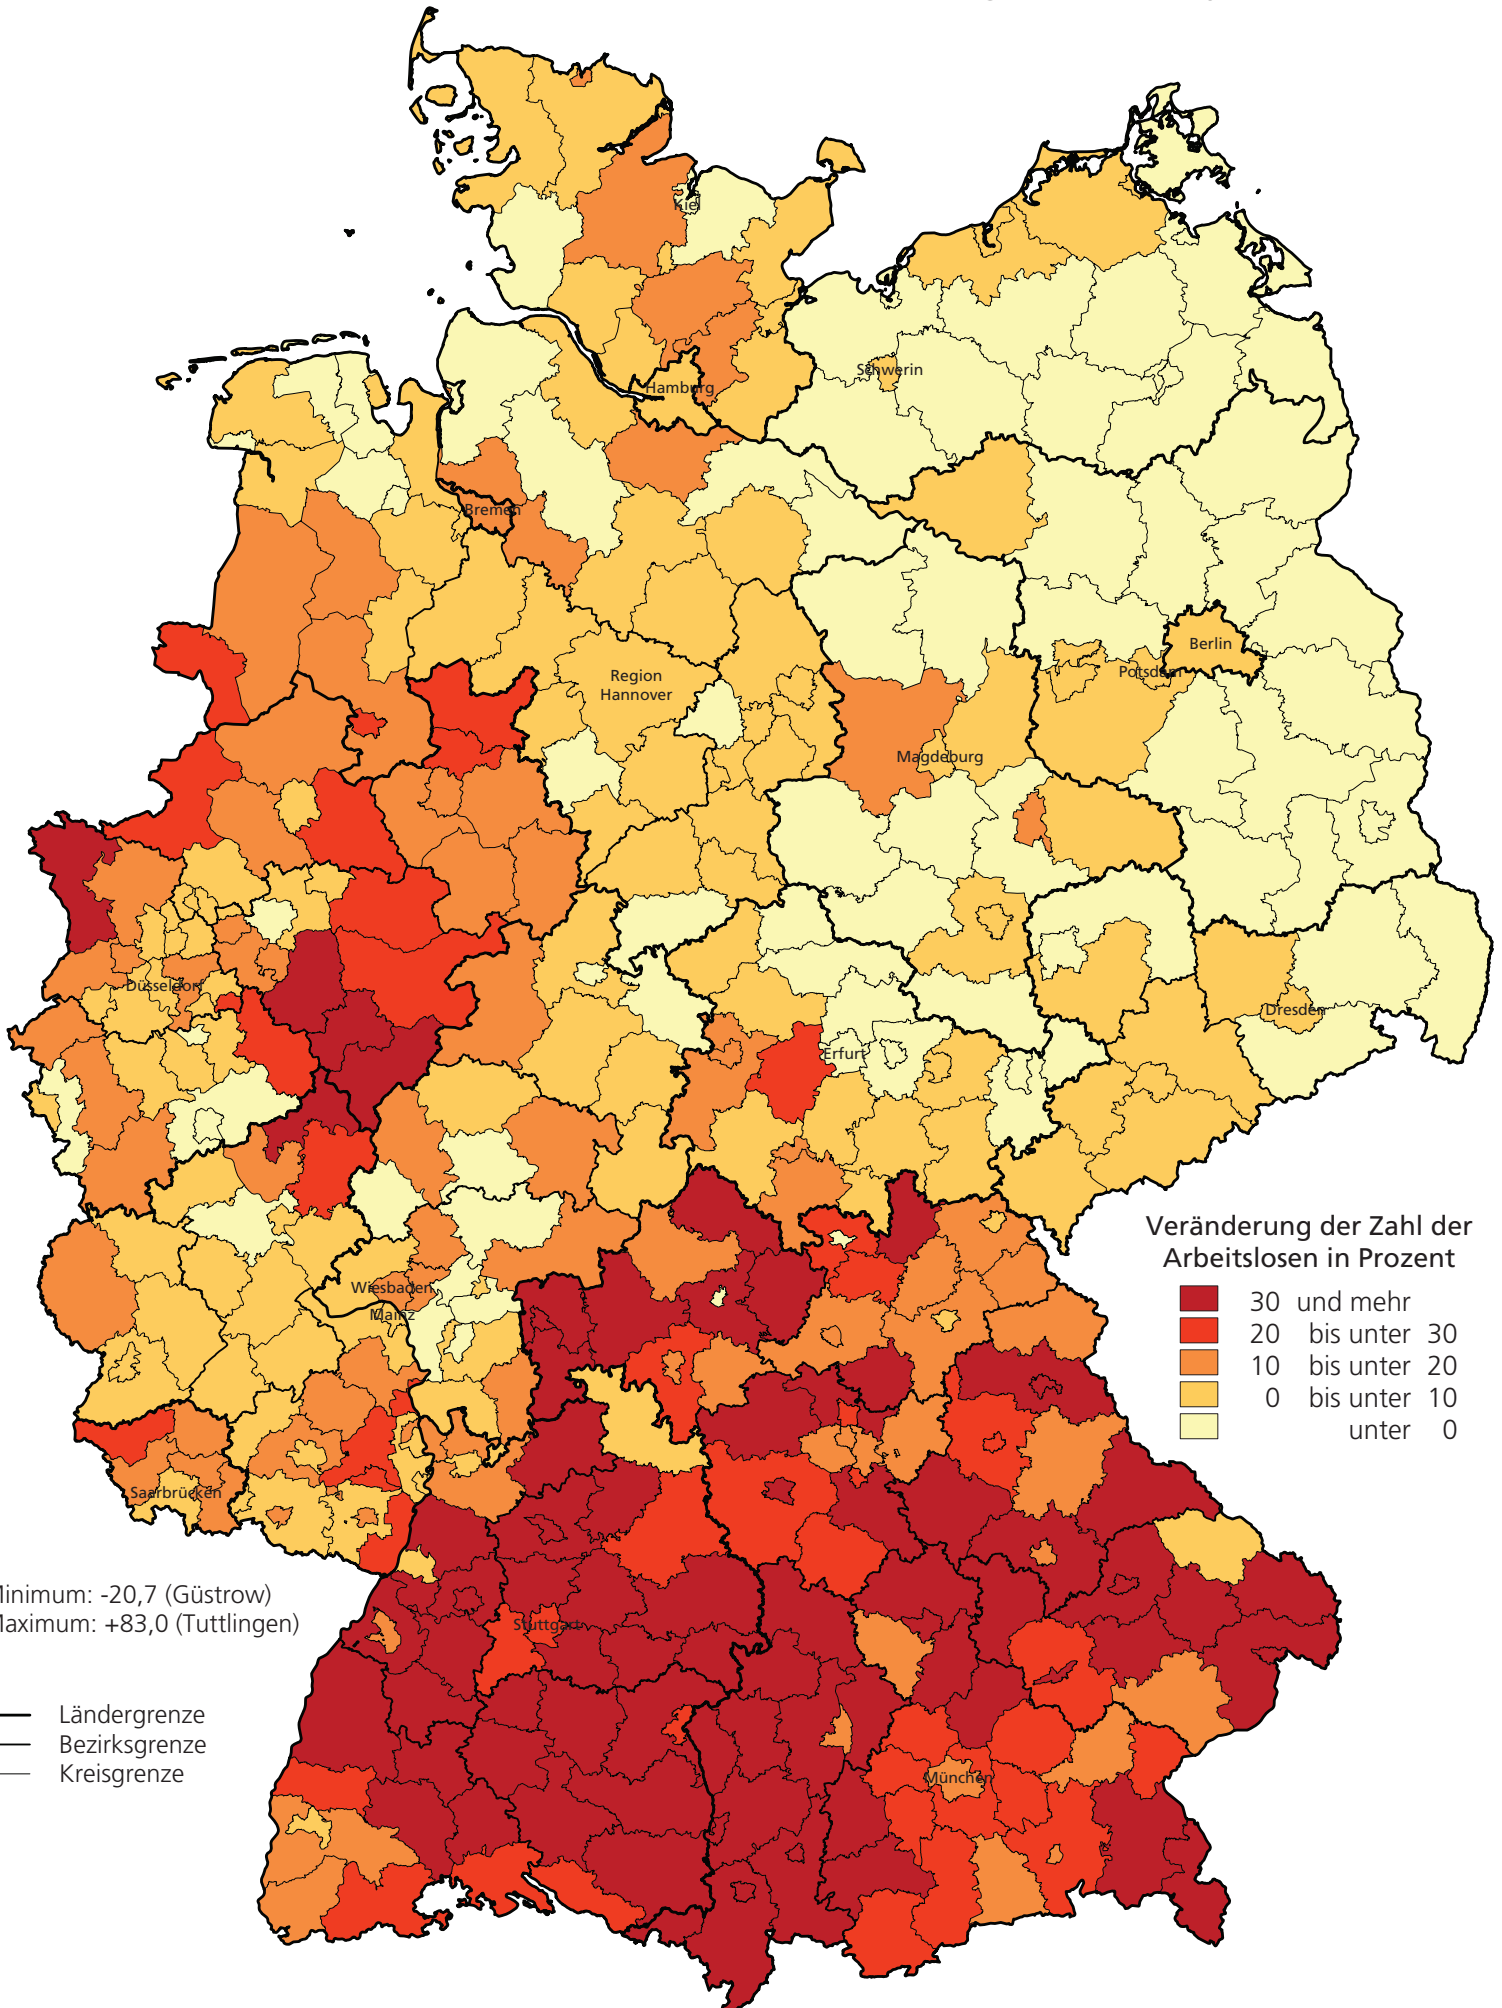 Kiel
Schwerin
Hamburg
Bremen
Berlin
Potsdam
Region
Hannover
Magdeburg
Düsseldorf
Dresden
Erfurt
Veränderung der Zahl der
Arbeitslosen in Prozent
30 und mehr
20 bis unter 30
10 bis unter 20
0 bis unter 10
unter 0
Wiesbaden
Mainz
Saarbrücken
Minimum: -20,7 (Güstrow)
Maximum: +83,0 (Tuttlingen)
Stuttgart
Ländergrenze
Bezirksgrenze
Kreisgrenze
München